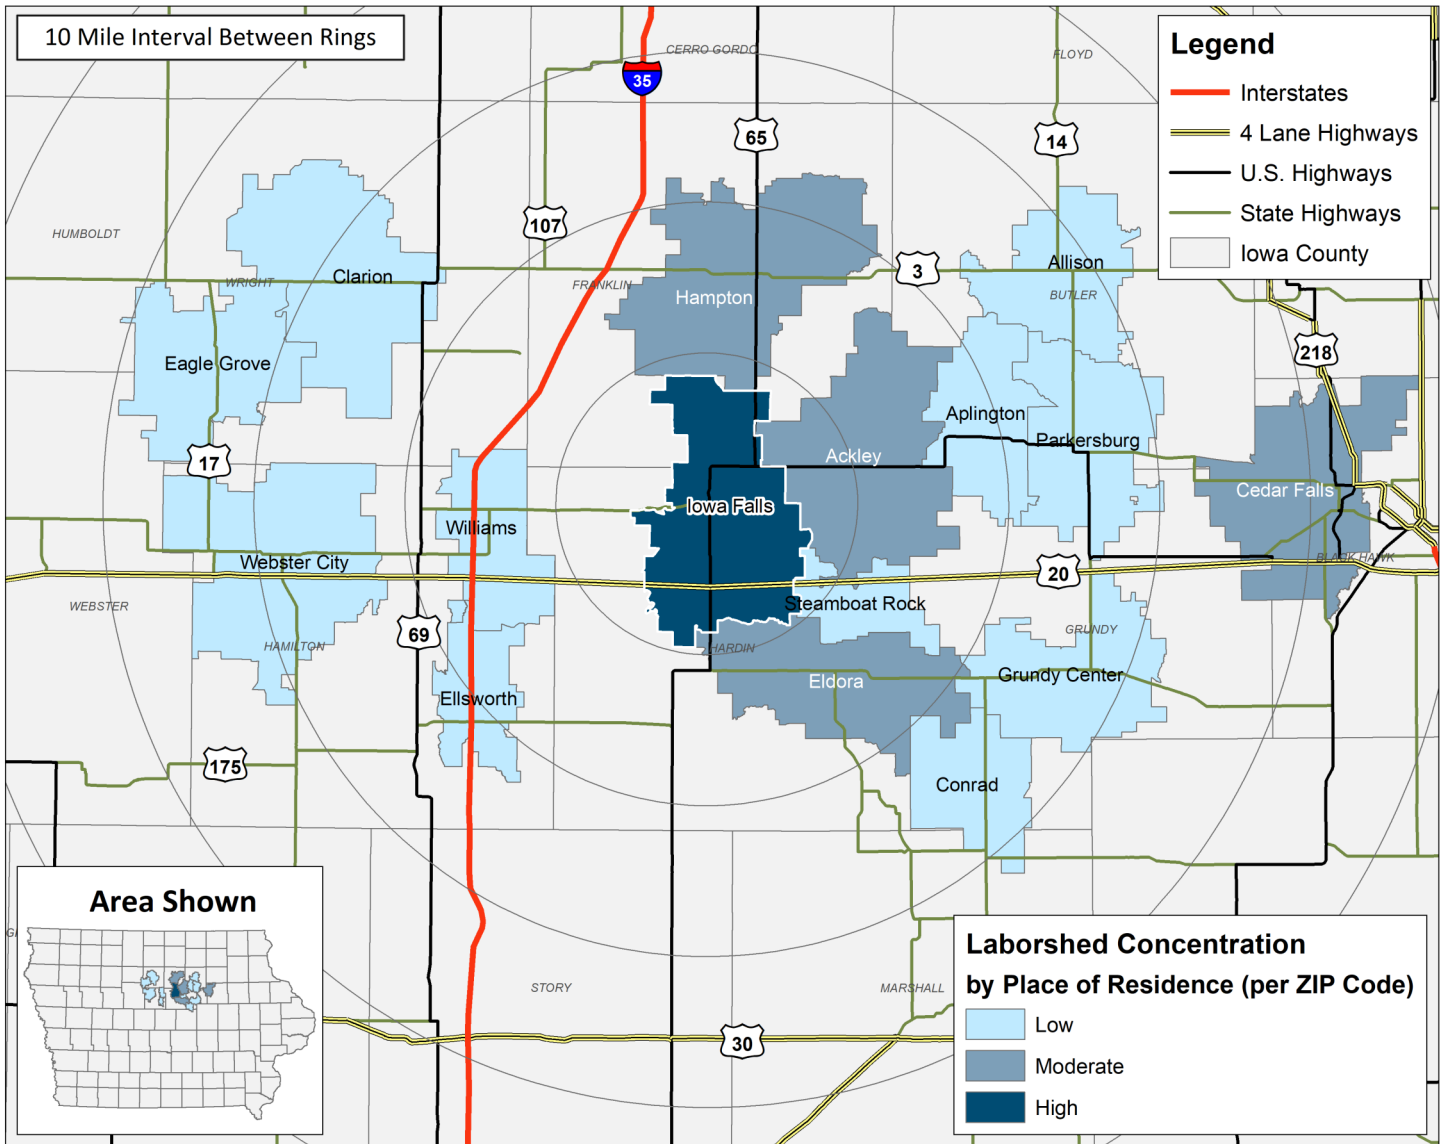 10 Mile Interval Between Rings
CERRO GORDO
FLOYD
Legend
Interstates
4 Lane Highways
U.S. Highways
State Highways
Iowa County
35
65
14
107
3
218
17
20
69
175
30
HUMBOLDT
WRIGHT
FRANKLIN
BUTLER
Clarion
Hampton
Allison
Eagle Grove
Aplington
Parkersburg
Ackley
Cedar Falls
Iowa Falls
Williams
Webster City
BLACK HAWK
WEBSTER
Steamboat Rock
HAMILTON
HARDIN
GRUNDY
Ellsworth
Eldora
Grundy Center
Conrad
STORY
MARSHALL
Area Shown
Laborshed Concentration
by Place of Residence (per ZIP Code)
Low
Moderate
High